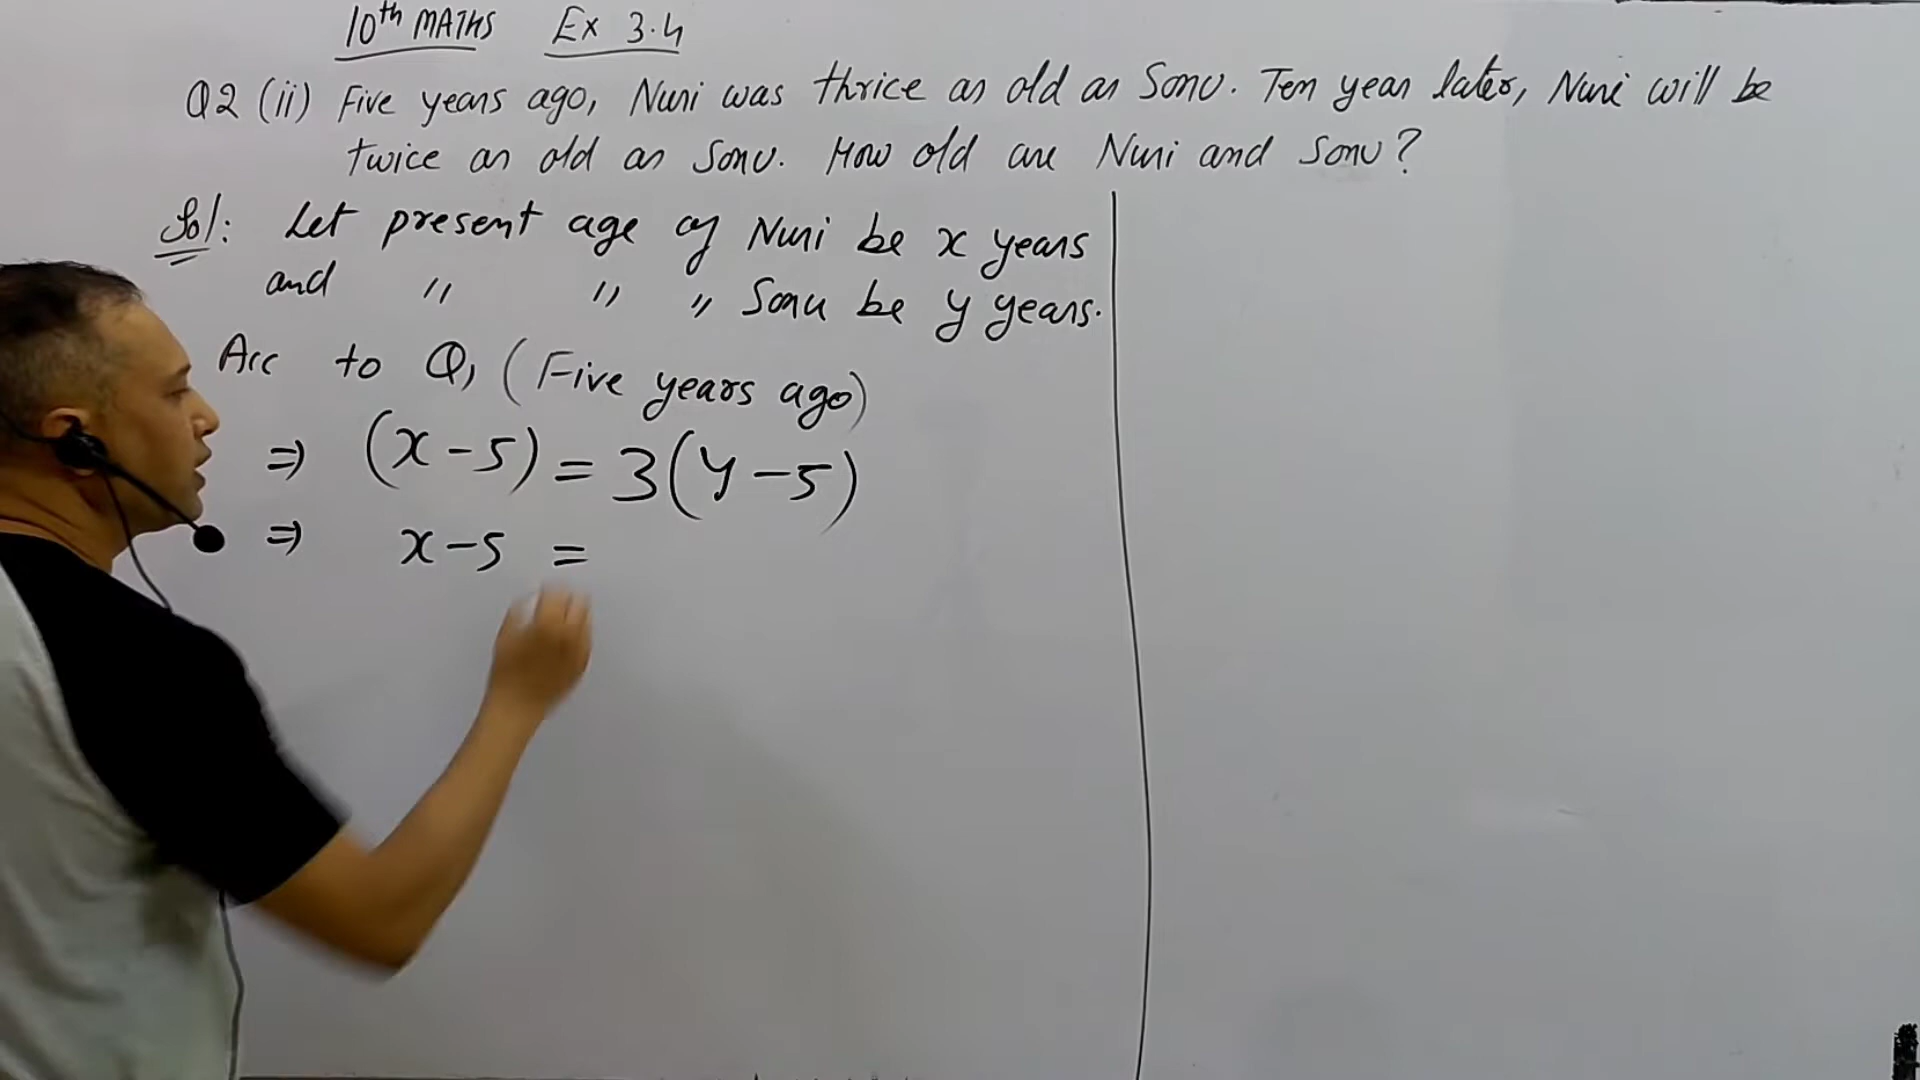 10th MATHS Ex 3.4
Q2 (ii) Five years ago, Nuri was thrice as old as Sonu. Ten year later, Nuri will be
twice as old as Sonu. How old are Nuri and Sonu?
Sol: Let present age of Nuri be x years
and " " " Sonu be y years.
Acc to Q, (Five years ago)
⇒ (x-5) = 3(y-5)
⇒ x-5 =